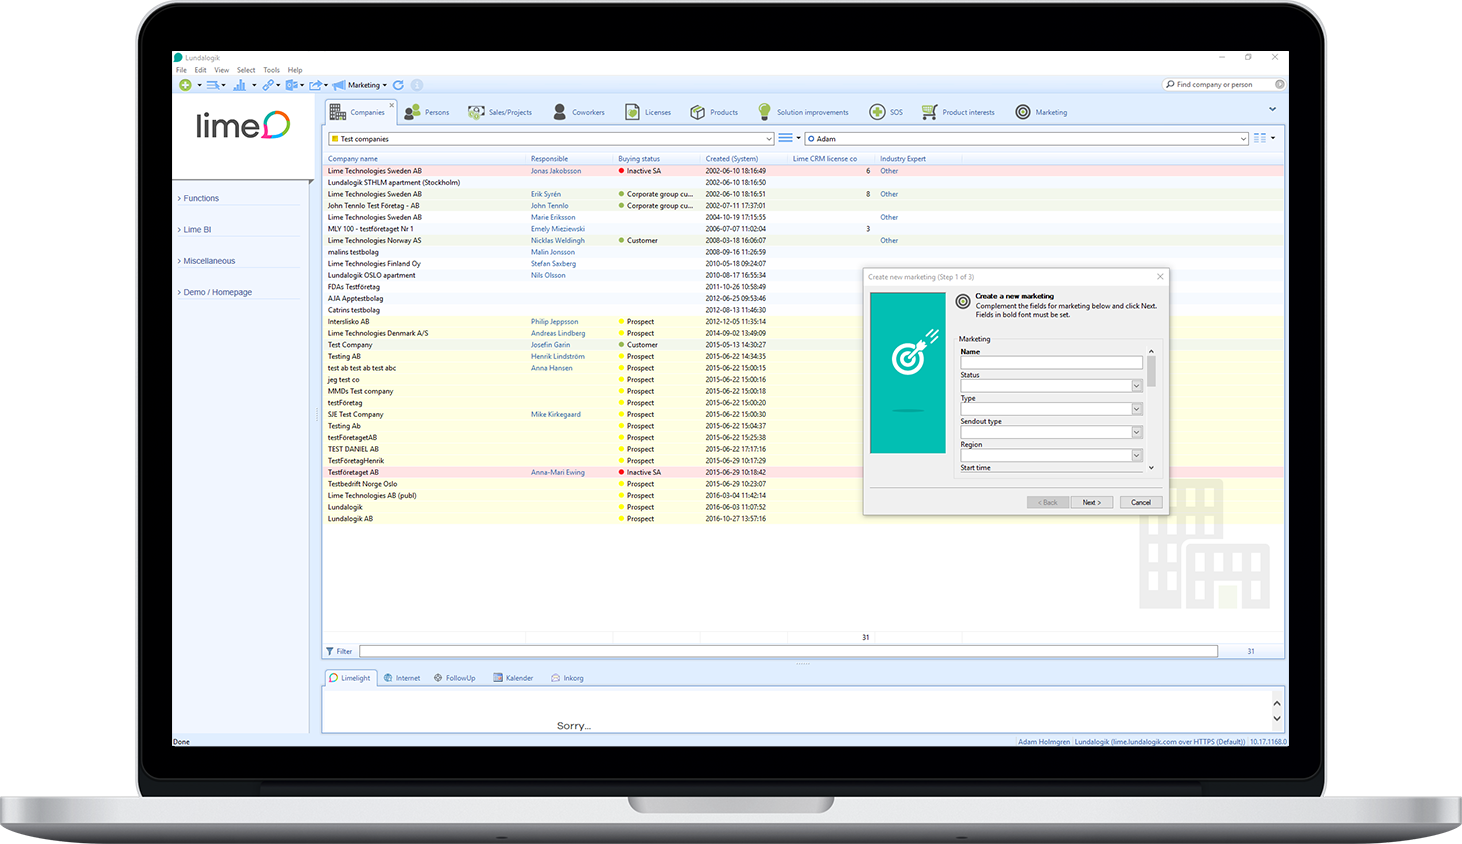 Lundalogik
File Edit View Select Tools Help
Marketing Find company or person
lime
Companies Persons Sales/Projects Coworkers Licenses Products Solution improvements SOS Product interests Marketing
Test companies Adam
Functions
Lime BI
Miscellaneous
Demo / Homepage
Company name Responsible Buying status Created (System) Lime CRM license co Industry Expert
Lime Technologies Sweden AB Jonas Jakobsson Inactive SA 2002-06-10 18:16:49 6 Other
Lundalogik STHLM apartment (Stockholm) 2002-06-10 18:16:50
Lime Technologies Sweden AB Erik Syrén Corporate group cu... 2002-06-10 18:16:51 8 Other
John Tennlo Test Företag - AB John Tennlo Corporate group cu... 2002-07-11 17:37:01
Lime Technologies Sweden AB Marie Eriksson 2004-10-19 17:15:55 Other
MLY 100 - testföretaget Nr 1 Emely Mieziewski 2006-07-07 11:02:04 3
Lime Technologies Norway AS Nicklas Weldingh Customer 2008-03-18 16:06:07 Other
malins testbolag Malin Jonsson 2008-09-16 11:26:59
Lime Technologies Finland Oy Stefan Saxberg 2010-05-18 09:24:07
Lundalogik OSLO apartment Nils Olsson 2010-08-17 16:55:34
FDAs Testföretag 2011-10-26 10:58:49
AJA Apptestbolag 2012-06-25 09:53:46
Catrins testbolag 2012-08-13 11:46:30
Interslisko AB Philip Jeppsson Prospect 2012-12-05 11:35:14
Lime Technologies Denmark A/S Andreas Lindberg Prospect 2014-09-02 13:49:09
Test Company Josefin Garin Customer 2015-05-13 14:30:27
Testing AB Henrik Lindström Prospect 2015-06-22 14:34:35
test ab test ab test abc Anna Hansen Prospect 2015-06-22 15:00:15
jeg test co Prospect 2015-06-22 15:00:16
MMDs Test company Prospect 2015-06-22 15:00:18
testFöretag Prospect 2015-06-22 15:00:20
SJE Test Company Mike Kirkegaard Prospect 2015-06-22 15:00:30
Testing Ab Prospect 2015-06-22 15:04:37
testFöretagetAB Prospect 2015-06-22 15:25:38
TEST DANIEL AB Prospect 2015-06-22 17:17:16
TestFöretagHenrik Prospect 2015-06-29 10:17:29
Testföretaget AB Anna-Mari Ewing Inactive SA 2015-06-29 10:18:42
Testbedrift Norge Oslo Prospect 2015-06-29 10:23:07
Lime Technologies AB (publ) Prospect 2016-03-04 11:42:14
Lundalogik Prospect 2016-06-03 11:07:52
Lundalogik AB Prospect 2016-10-27 13:57:16
31
Filter 31
Create new marketing (Step 1 of 3)
Create a new marketing
Complement the fields for marketing below and click Next.
Fields in bold font must be set.
Marketing
Name
Status
Type
Sendout type
Region
Start time
< Back Next > Cancel
Limelight Internet FollowUp Kalender Inkorg
Sorry...
Done Adam Holmgren Lundalogik (lime.lundalogik.com over HTTPS (Default)) 10.17.1168.0